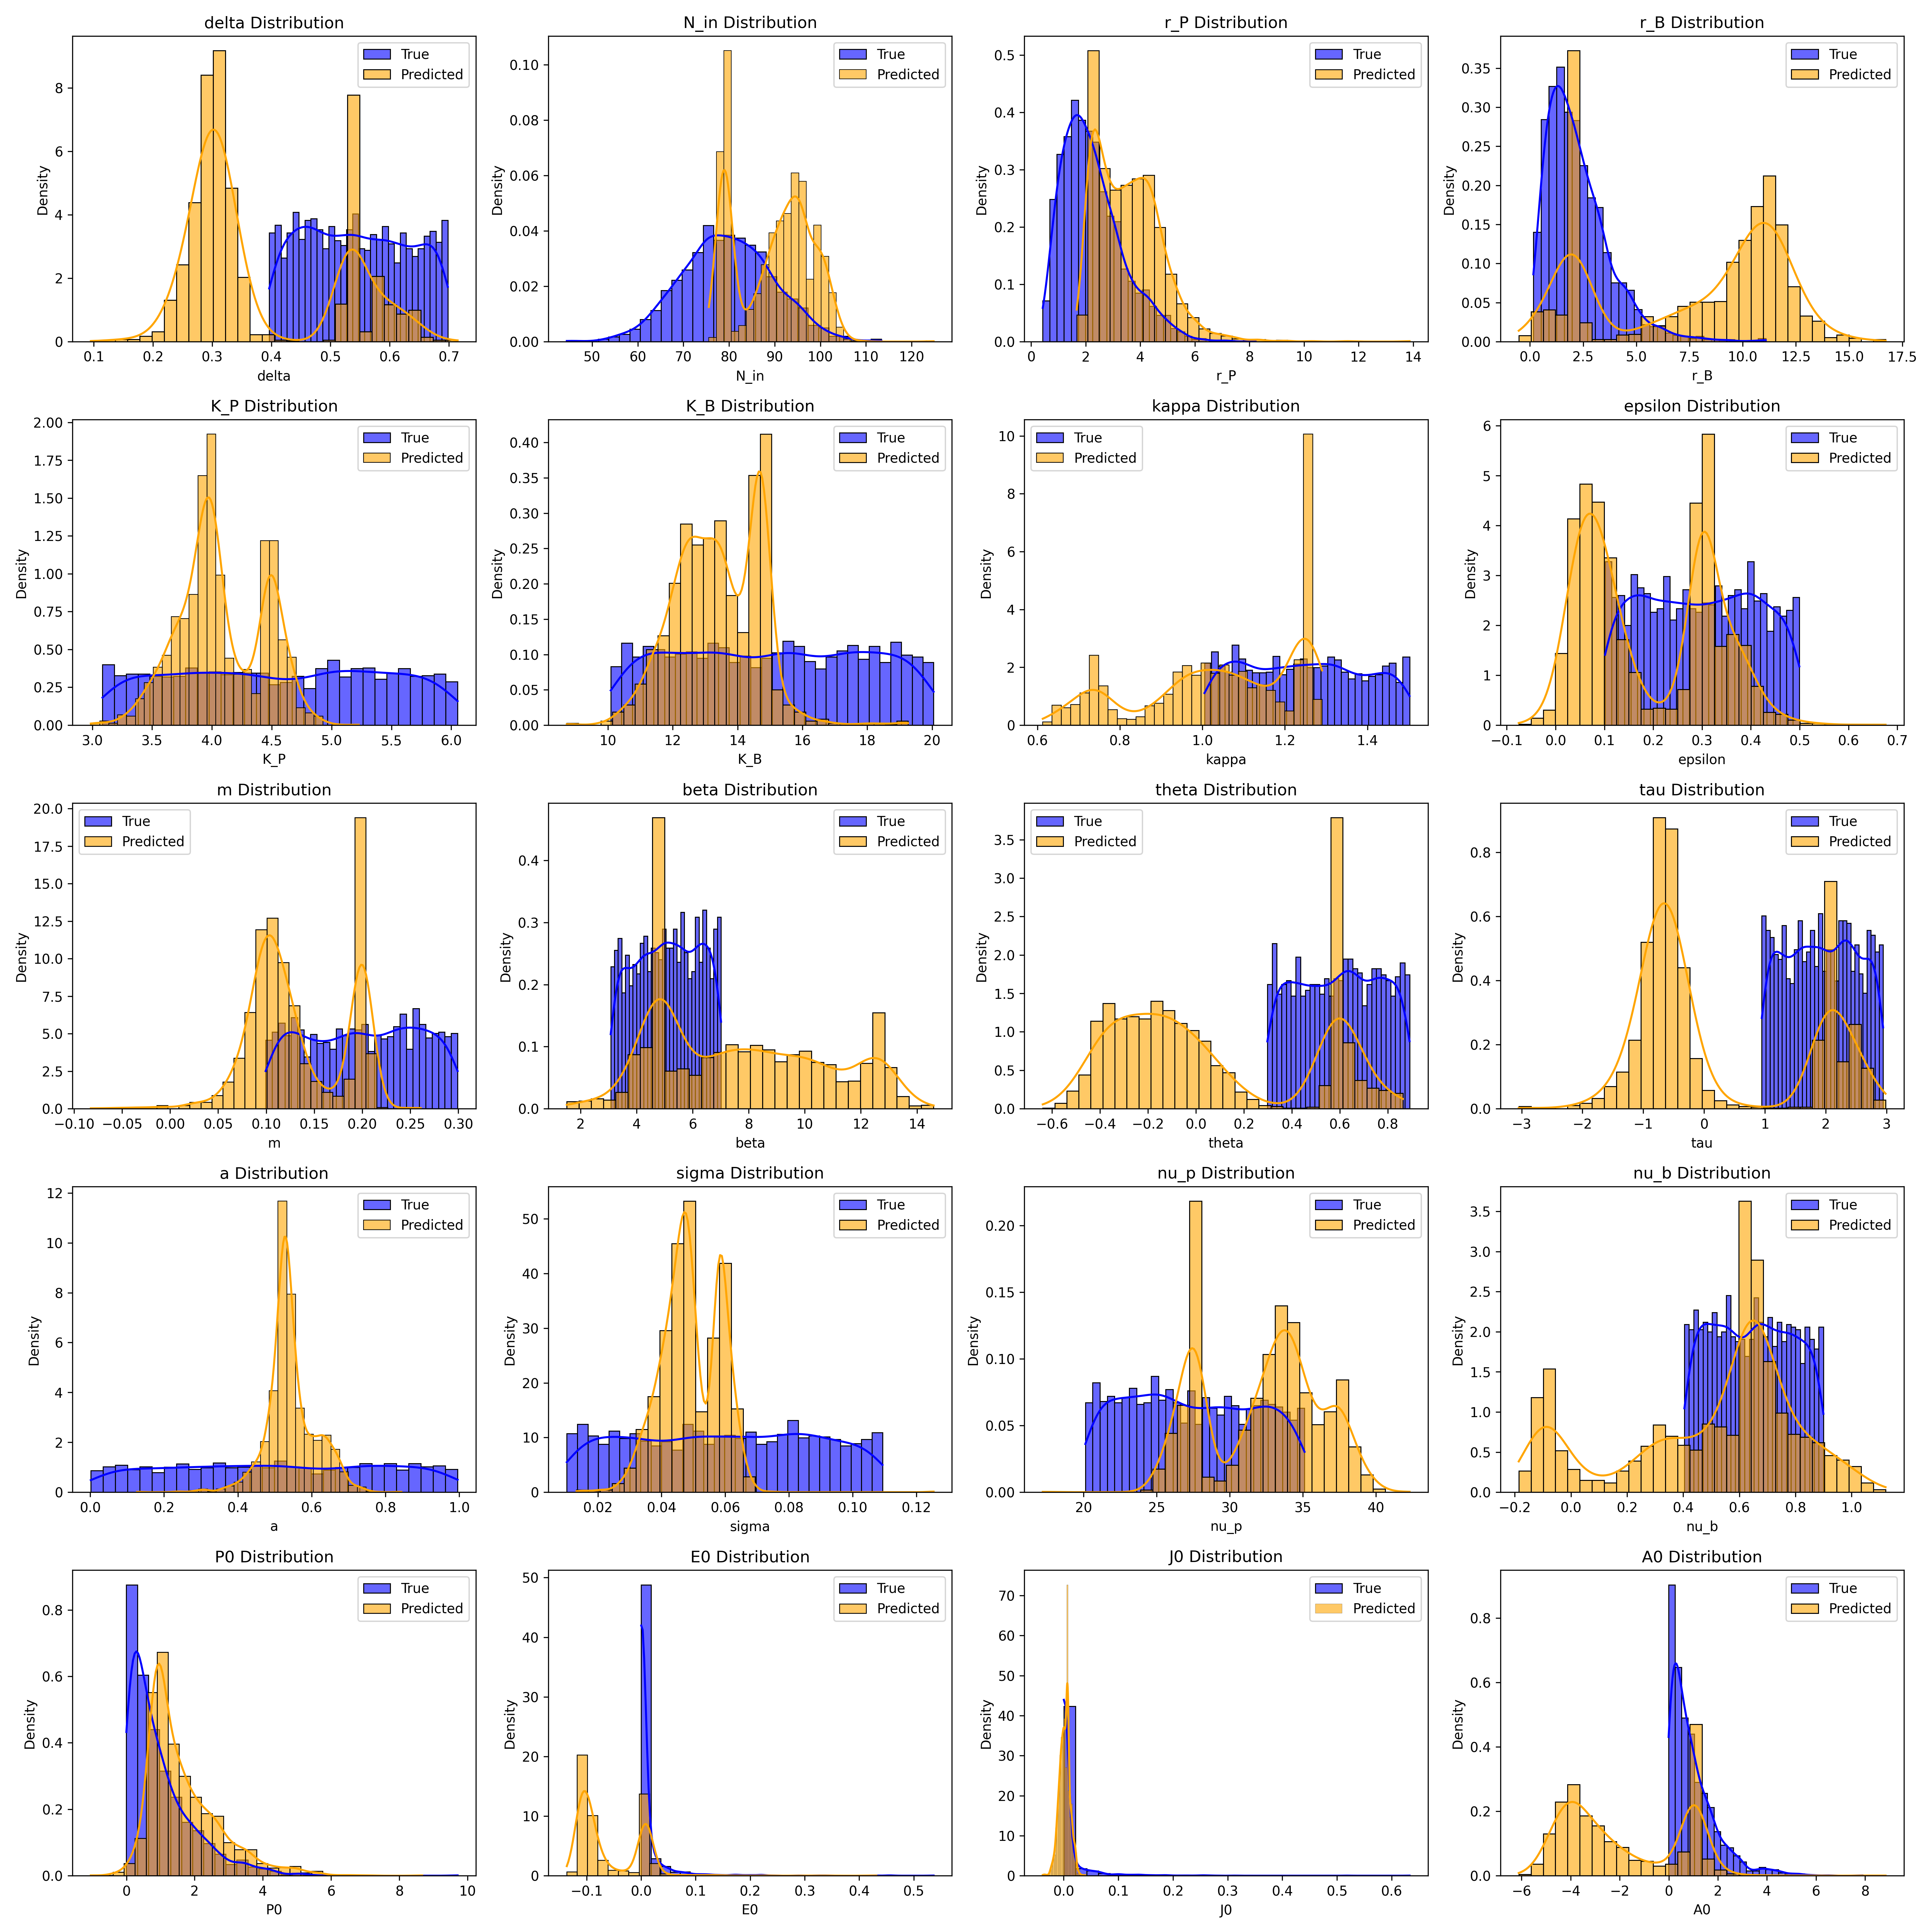 delta Distribution
True
Predicted
8
6
4
2
0
Density
0.1 0.2 0.3 0.4 0.5 0.6 0.7
delta
N_in Distribution
True
Predicted
0.10
0.08
0.06
0.04
0.02
0.00
Density
50 60 70 80 90 100 110 120
N_in
r_P Distribution
True
Predicted
0.5
0.4
0.3
0.2
0.1
0.0
Density
0 2 4 6 8 10 12 14
r_P
r_B Distribution
True
Predicted
0.35
0.30
0.25
0.20
0.15
0.10
0.05
0.00
Density
0.0 2.5 5.0 7.5 10.0 12.5 15.0 17.5
r_B
K_P Distribution
True
Predicted
2.00
1.75
1.50
1.25
1.00
0.75
0.50
0.25
0.00
Density
3.0 3.5 4.0 4.5 5.0 5.5 6.0
K_P
K_B Distribution
True
Predicted
0.40
0.35
0.30
0.25
0.20
0.15
0.10
0.05
0.00
Density
10 12 14 16 18 20
K_B
kappa Distribution
True
Predicted
10
8
6
4
2
0
Density
0.6 0.8 1.0 1.2 1.4
kappa
epsilon Distribution
True
Predicted
6
5
4
3
2
1
0
Density
−0.1 0.0 0.1 0.2 0.3 0.4 0.5 0.6 0.7
epsilon
m Distribution
True
Predicted
20.0
17.5
15.0
12.5
10.0
7.5
5.0
2.5
0.0
Density
−0.10 −0.05 0.00 0.05 0.10 0.15 0.20 0.25 0.30
m
beta Distribution
True
Predicted
0.4
0.3
0.2
0.1
0.0
Density
2 4 6 8 10 12 14
beta
theta Distribution
True
Predicted
3.5
3.0
2.5
2.0
1.5
1.0
0.5
0.0
Density
−0.6 −0.4 −0.2 0.0 0.2 0.4 0.6 0.8
theta
tau Distribution
True
Predicted
0.8
0.6
0.4
0.2
0.0
Density
−3 −2 −1 0 1 2 3
tau
a Distribution
True
Predicted
12
10
8
6
4
2
0
Density
0.0 0.2 0.4 0.6 0.8 1.0
a
sigma Distribution
True
Predicted
50
40
30
20
10
0
Density
0.02 0.04 0.06 0.08 0.10 0.12
sigma
nu_p Distribution
True
Predicted
0.20
0.15
0.10
0.05
0.00
Density
20 25 30 35 40
nu_p
nu_b Distribution
True
Predicted
3.5
3.0
2.5
2.0
1.5
1.0
0.5
0.0
Density
−0.2 0.0 0.2 0.4 0.6 0.8 1.0
nu_b
P0 Distribution
True
Predicted
0.8
0.6
0.4
0.2
0.0
Density
0 2 4 6 8 10
P0
E0 Distribution
True
Predicted
50
40
30
20
10
0
Density
−0.1 0.0 0.1 0.2 0.3 0.4 0.5
E0
J0 Distribution
True
Predicted
70
60
50
40
30
20
10
0
Density
0.0 0.1 0.2 0.3 0.4 0.5 0.6
J0
A0 Distribution
True
Predicted
0.8
0.6
0.4
0.2
0.0
Density
−6 −4 −2 0 2 4 6 8
A0